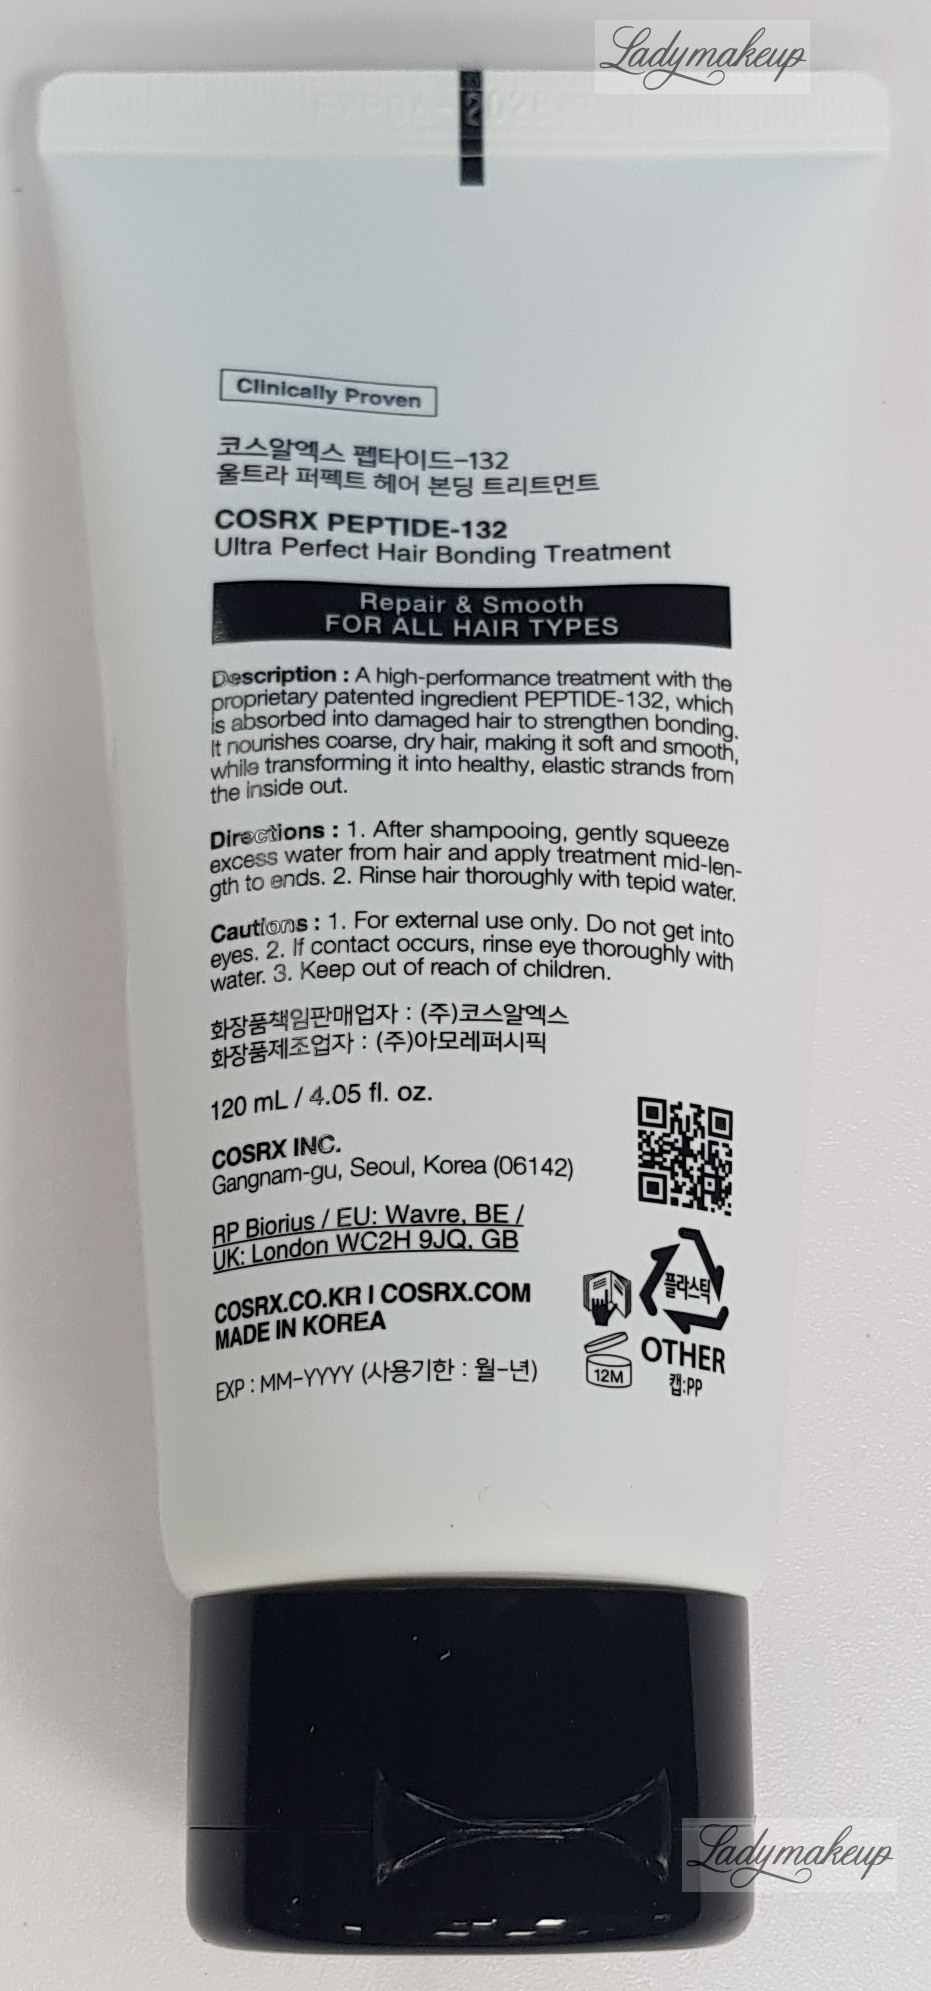 Ladymakeup
Clinically Proven
코스알엑스 펩타이드-132
울트라 퍼펙트 헤어 본딩 트리트먼트
COSRX PEPTIDE-132
Ultra Perfect Hair Bonding Treatment
Repair & Smooth
FOR ALL HAIR TYPES
Description : A high-performance treatment with the
proprietary patented ingredient PEPTIDE-132, which
is absorbed into damaged hair to strengthen bonding.
It nourishes coarse, dry hair, making it soft and smooth,
while transforming it into healthy, elastic strands from
the inside out.
Directions : 1. After shampooing, gently squeeze
excess water from hair and apply treatment mid-len-
gth to ends. 2. Rinse hair thoroughly with tepid water.
Cautions : 1. For external use only. Do not get into
eyes. 2. If contact occurs, rinse eye thoroughly with
water. 3. Keep out of reach of children.
화장품책임판매업자 : (주)코스알엑스
화장품제조업자 : (주)아모레퍼시픽
120 mL / 4.05 fl. oz.
COSRX INC.
Gangnam-gu, Seoul, Korea (06142)
RP Biorius / EU: Wavre, BE /
UK: London WC2H 9JQ, GB
COSRX.CO.KR I COSRX.COM
MADE IN KOREA
EXP : MM-YYYY (사용기한 : 월-년)
플라스틱
OTHER
캡:PP
12M
Ladymakeup